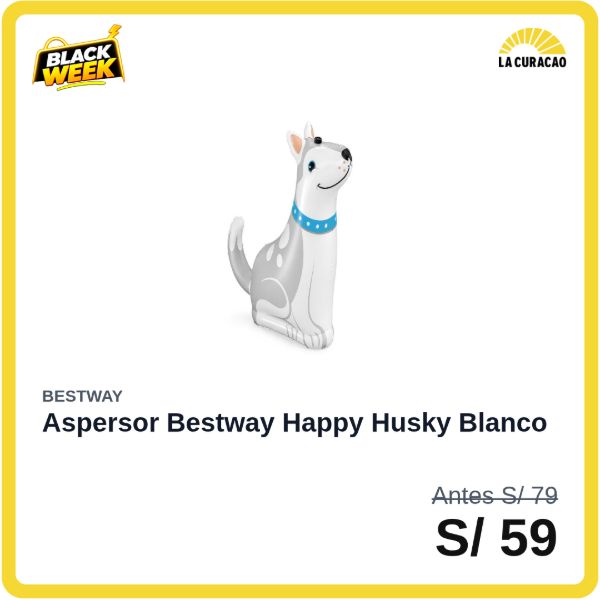 BLACK
WEEK
LA CURACAO
BESTWAY
Aspersor Bestway Happy Husky Blanco
Antes S/ 79
S/ 59